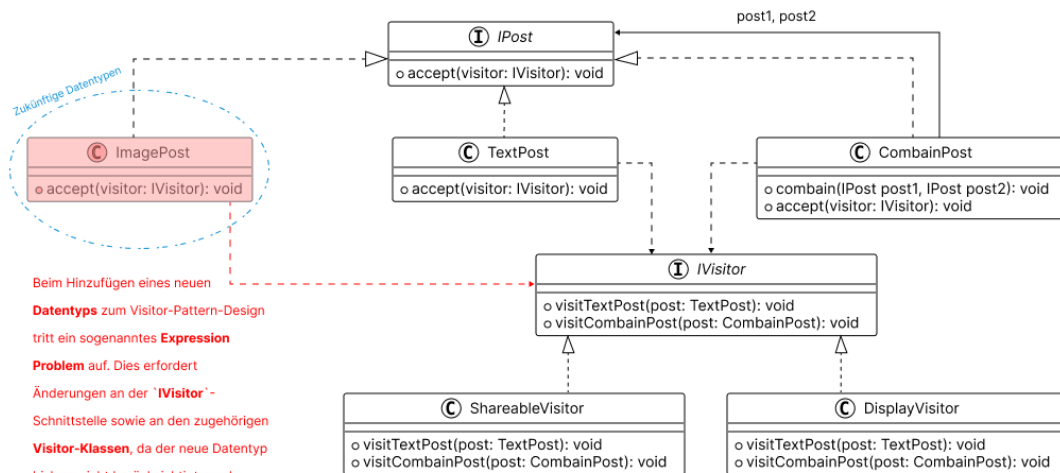 post1, post2
I IPost
accept(visitor: IVisitor): void
Zukünftige Datentypen
C ImagePost
accept(visitor: IVisitor): void
C TextPost
accept(visitor: IVisitor): void
C CombainPost
combain(IPost post1, IPost post2): void
accept(visitor: IVisitor): void
I IVisitor
visitTextPost(post: TextPost): void
visitCombainPost(post: CombainPost): void
Beim Hinzufügen eines neuen
Datentyps zum Visitor-Pattern-Design
tritt ein sogenanntes Expression
Problem auf. Dies erfordert
Änderungen an der `IVisitor`-
Schnittstelle sowie an den zugehörigen
Visitor-Klassen, da der neue Datentyp
C ShareableVisitor
visitTextPost(post: TextPost): void
visitCombainPost(post: CombainPost): void
C DisplayVisitor
visitTextPost(post: TextPost): void
visitCombainPost(post: CombainPost): void